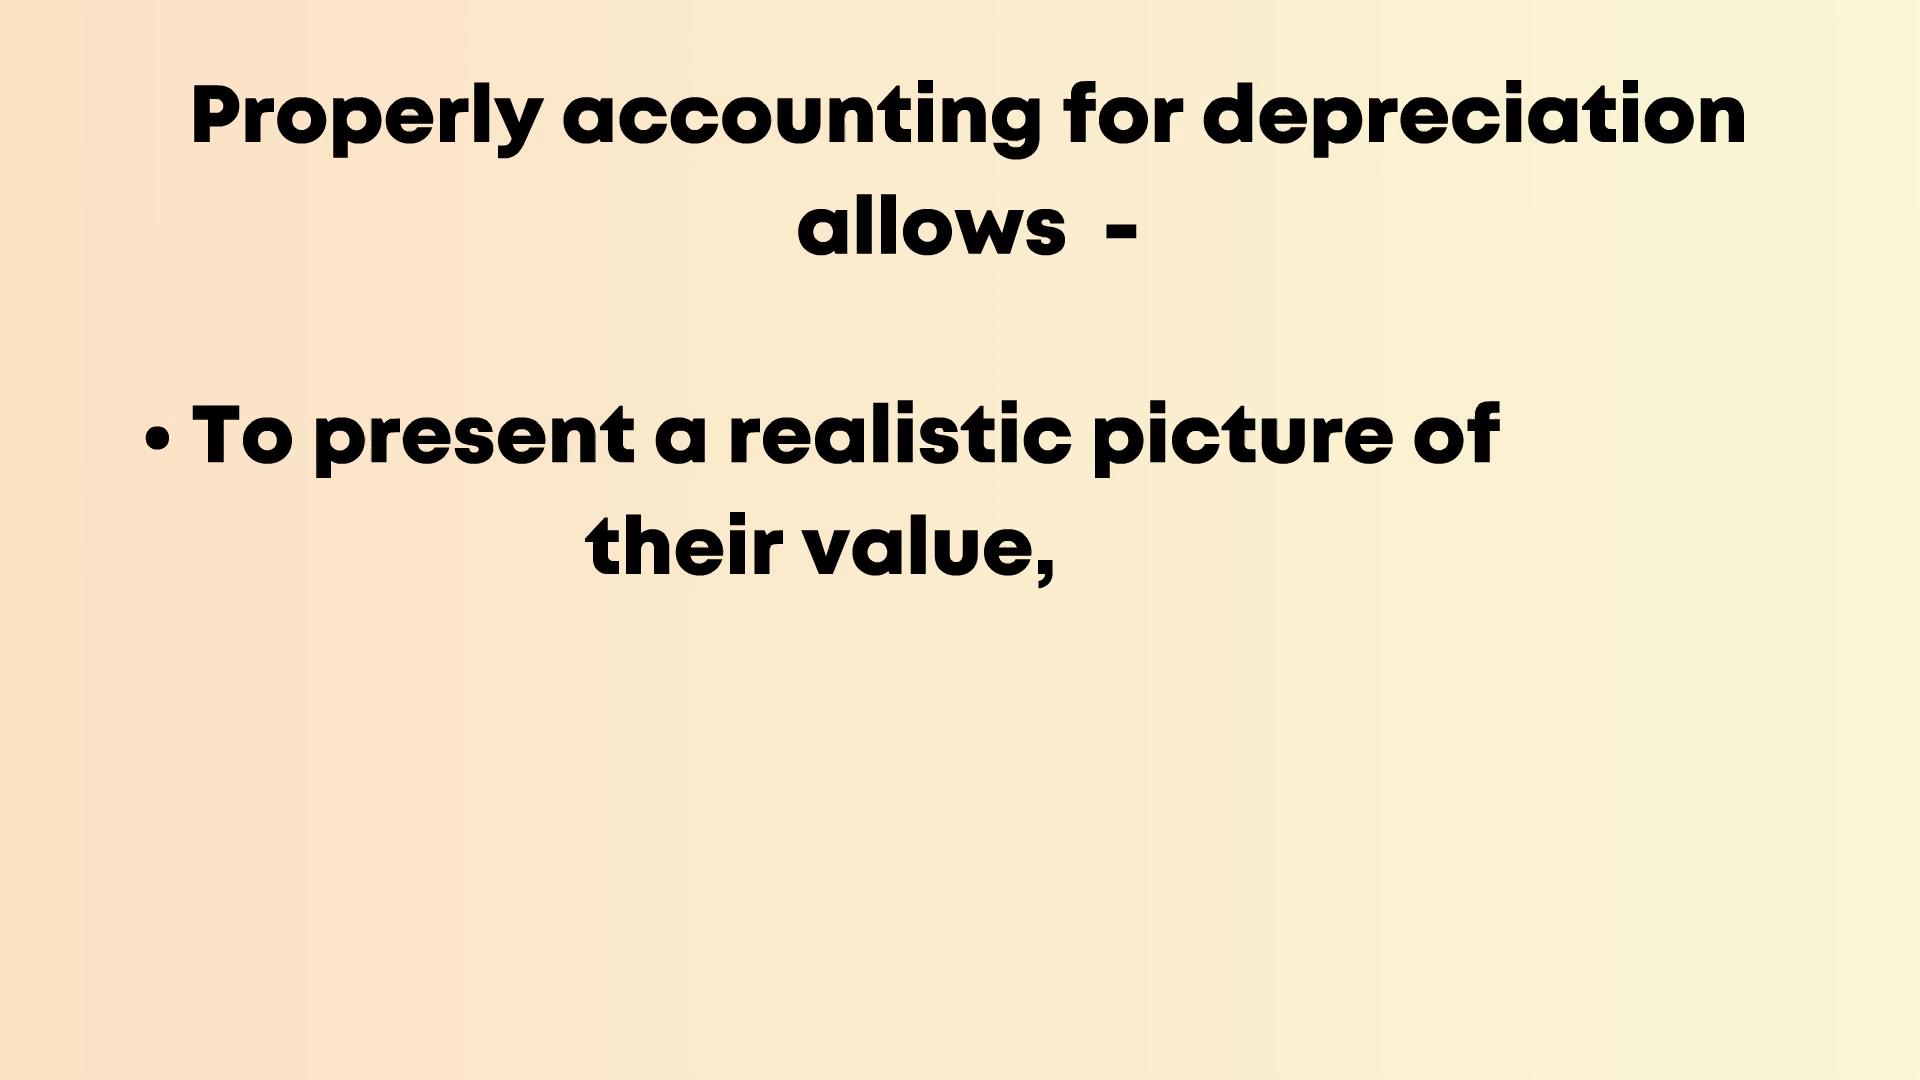 Properly accounting for depreciation
allows  -
• To present a realistic picture of
their value,